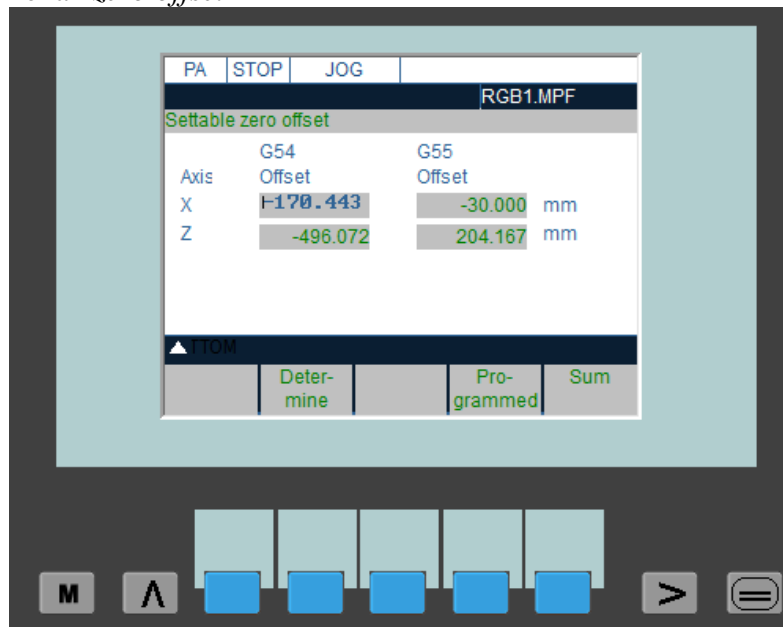 PA STOP JOG
RGB1.MPF
Settable zero offset
G54 G55
Axis Offset Offset
X -170.443 -30.000 mm
Z -496.072 204.167 mm
TTOM
Deter- Pro- Sum
mine grammed
M Λ >